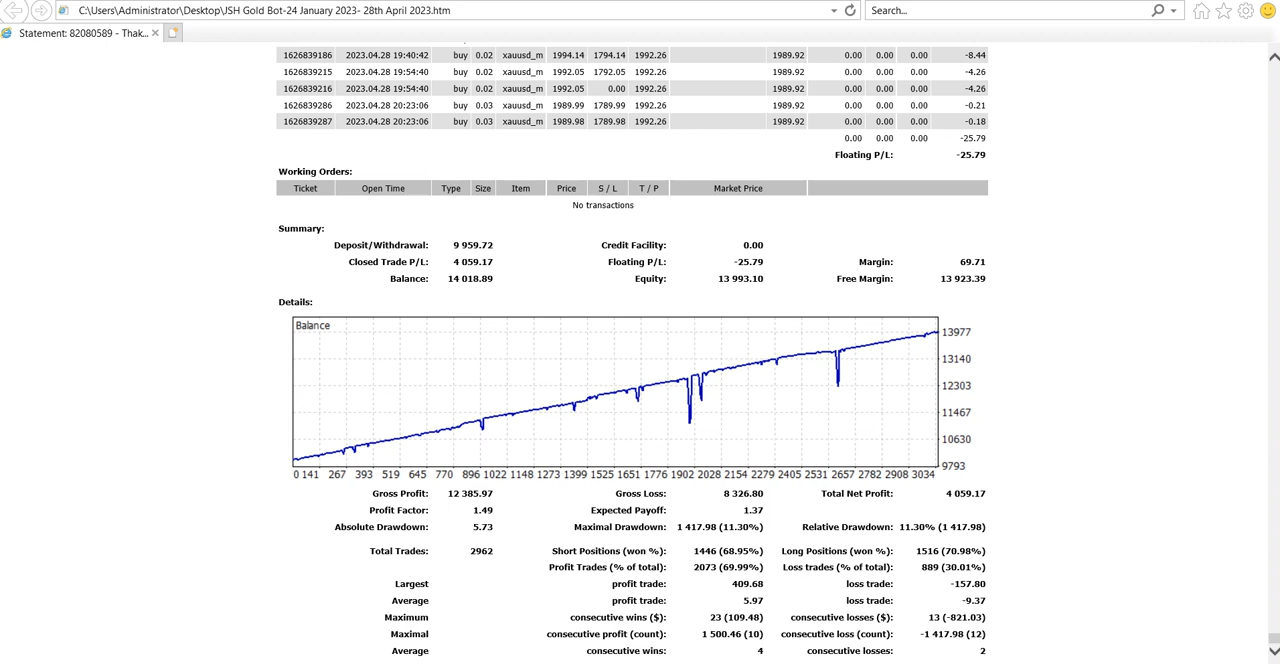 C:\Users\Administrator\Desktop\JSH Gold Bot-24 January 2023- 28th April 2023.htm Search...
Statement: 82080589 - Thak...
1626839186 2023.04.28 19:40:42 buy 0.02 xauusd_m 1994.14 1794.14 1992.26 1989.92 0.00 0.00 0.00 -8.44
1626839215 2023.04.28 19:54:40 buy 0.02 xauusd_m 1992.05 1792.05 1992.26 1989.92 0.00 0.00 0.00 -4.26
1626839216 2023.04.28 19:54:40 buy 0.02 xauusd_m 1992.05 0.00 1992.26 1989.92 0.00 0.00 0.00 -4.26
1626839286 2023.04.28 20:23:06 buy 0.03 xauusd_m 1989.99 1789.99 1992.26 1989.92 0.00 0.00 0.00 -0.21
1626839287 2023.04.28 20:23:06 buy 0.03 xauusd_m 1989.98 1789.98 1992.26 1989.92 0.00 0.00 0.00 -0.18
0.00 0.00 0.00 -25.79
Floating P/L: -25.79
Working Orders:
Ticket Open Time Type Size Item Price S / L T / P Market Price
No transactions
Summary:
Deposit/Withdrawal: 9 959.72 Credit Facility: 0.00
Closed Trade P/L: 4 059.17 Floating P/L: -25.79 Margin: 69.71
Balance: 14 018.89 Equity: 13 993.10 Free Margin: 13 923.39
Details:
Balance
13977
13140
12303
11467
10630
9793
0 141 267 393 519 645 770 896 1022 1148 1273 1399 1525 1651 1776 1902 2028 2154 2279 2405 2531 2657 2782 2908 3034
Gross Profit: 12 385.97 Gross Loss: 8 326.80 Total Net Profit: 4 059.17
Profit Factor: 1.49 Expected Payoff: 1.37
Absolute Drawdown: 5.73 Maximal Drawdown: 1 417.98 (11.30%) Relative Drawdown: 11.30% (1 417.98)
Total Trades: 2962 Short Positions (won %): 1446 (68.95%) Long Positions (won %): 1516 (70.98%)
Profit Trades (% of total): 2073 (69.99%) Loss trades (% of total): 889 (30.01%)
Largest profit trade: 409.68 loss trade: -157.80
Average profit trade: 5.97 loss trade: -9.37
Maximum consecutive wins ($): 23 (109.48) consecutive losses ($): 13 (-821.03)
Maximal consecutive profit (count): 1 500.46 (10) consecutive loss (count): -1 417.98 (12)
Average consecutive wins: 4 consecutive losses: 2